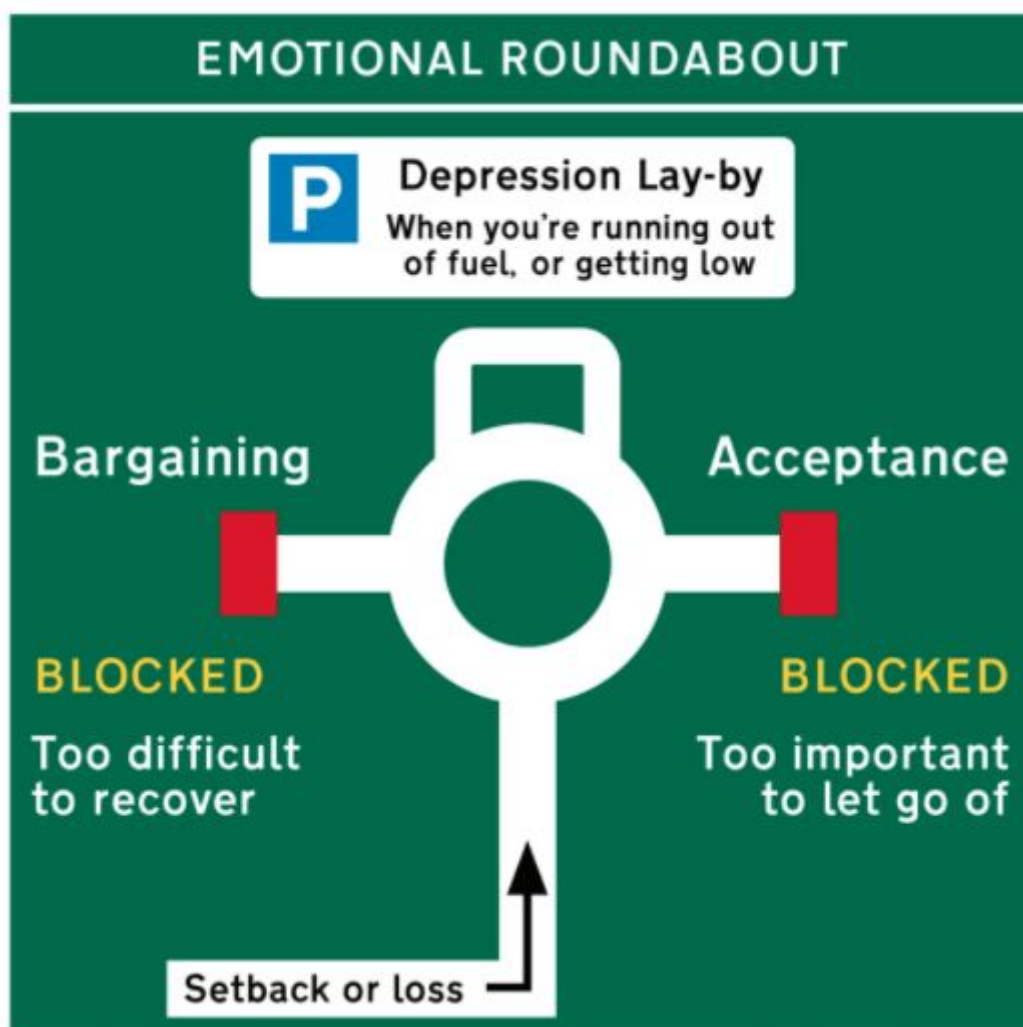 EMOTIONAL ROUNDABOUT
P
Depression Lay-by
When you're running out
of fuel, or getting low
Bargaining
BLOCKED
Too difficult
to recover
Acceptance
BLOCKED
Too important
to let go of
Setback or loss